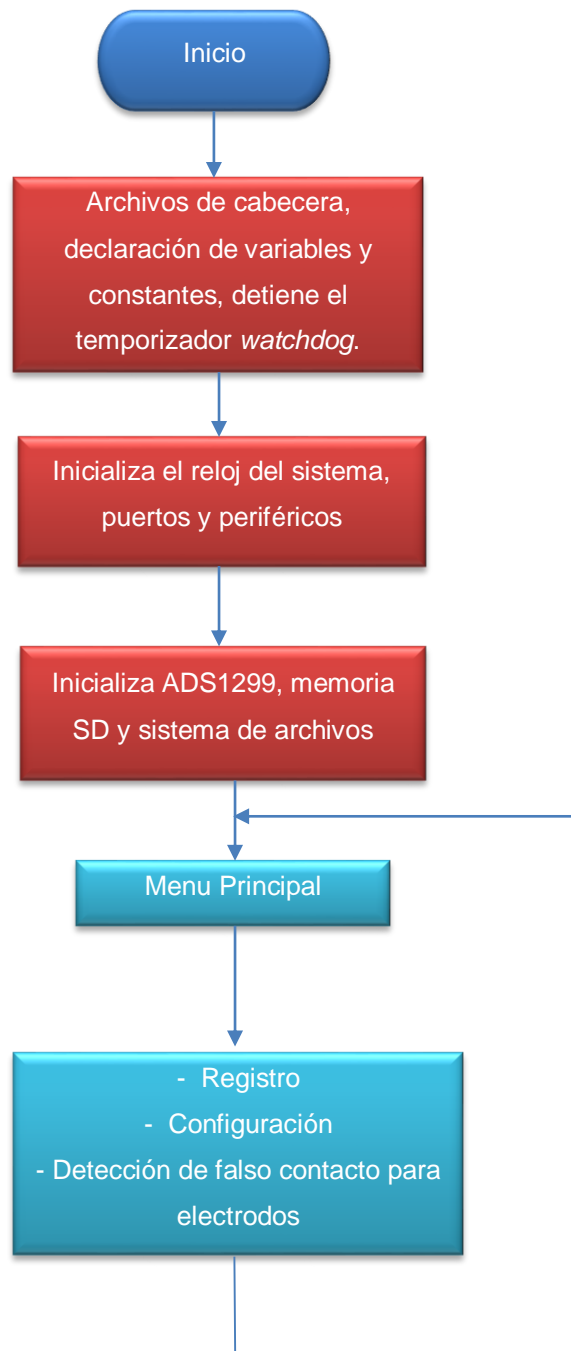 Inicio
Archivos de cabecera,
declaración de variables y
constantes, detiene el
temporizador watchdog.
Inicializa el reloj del sistema,
puertos y periféricos
Inicializa ADS1299, memoria
SD y sistema de archivos
Menu Principal
- Registro
- Configuración
- Detección de falso contacto para
electrodos